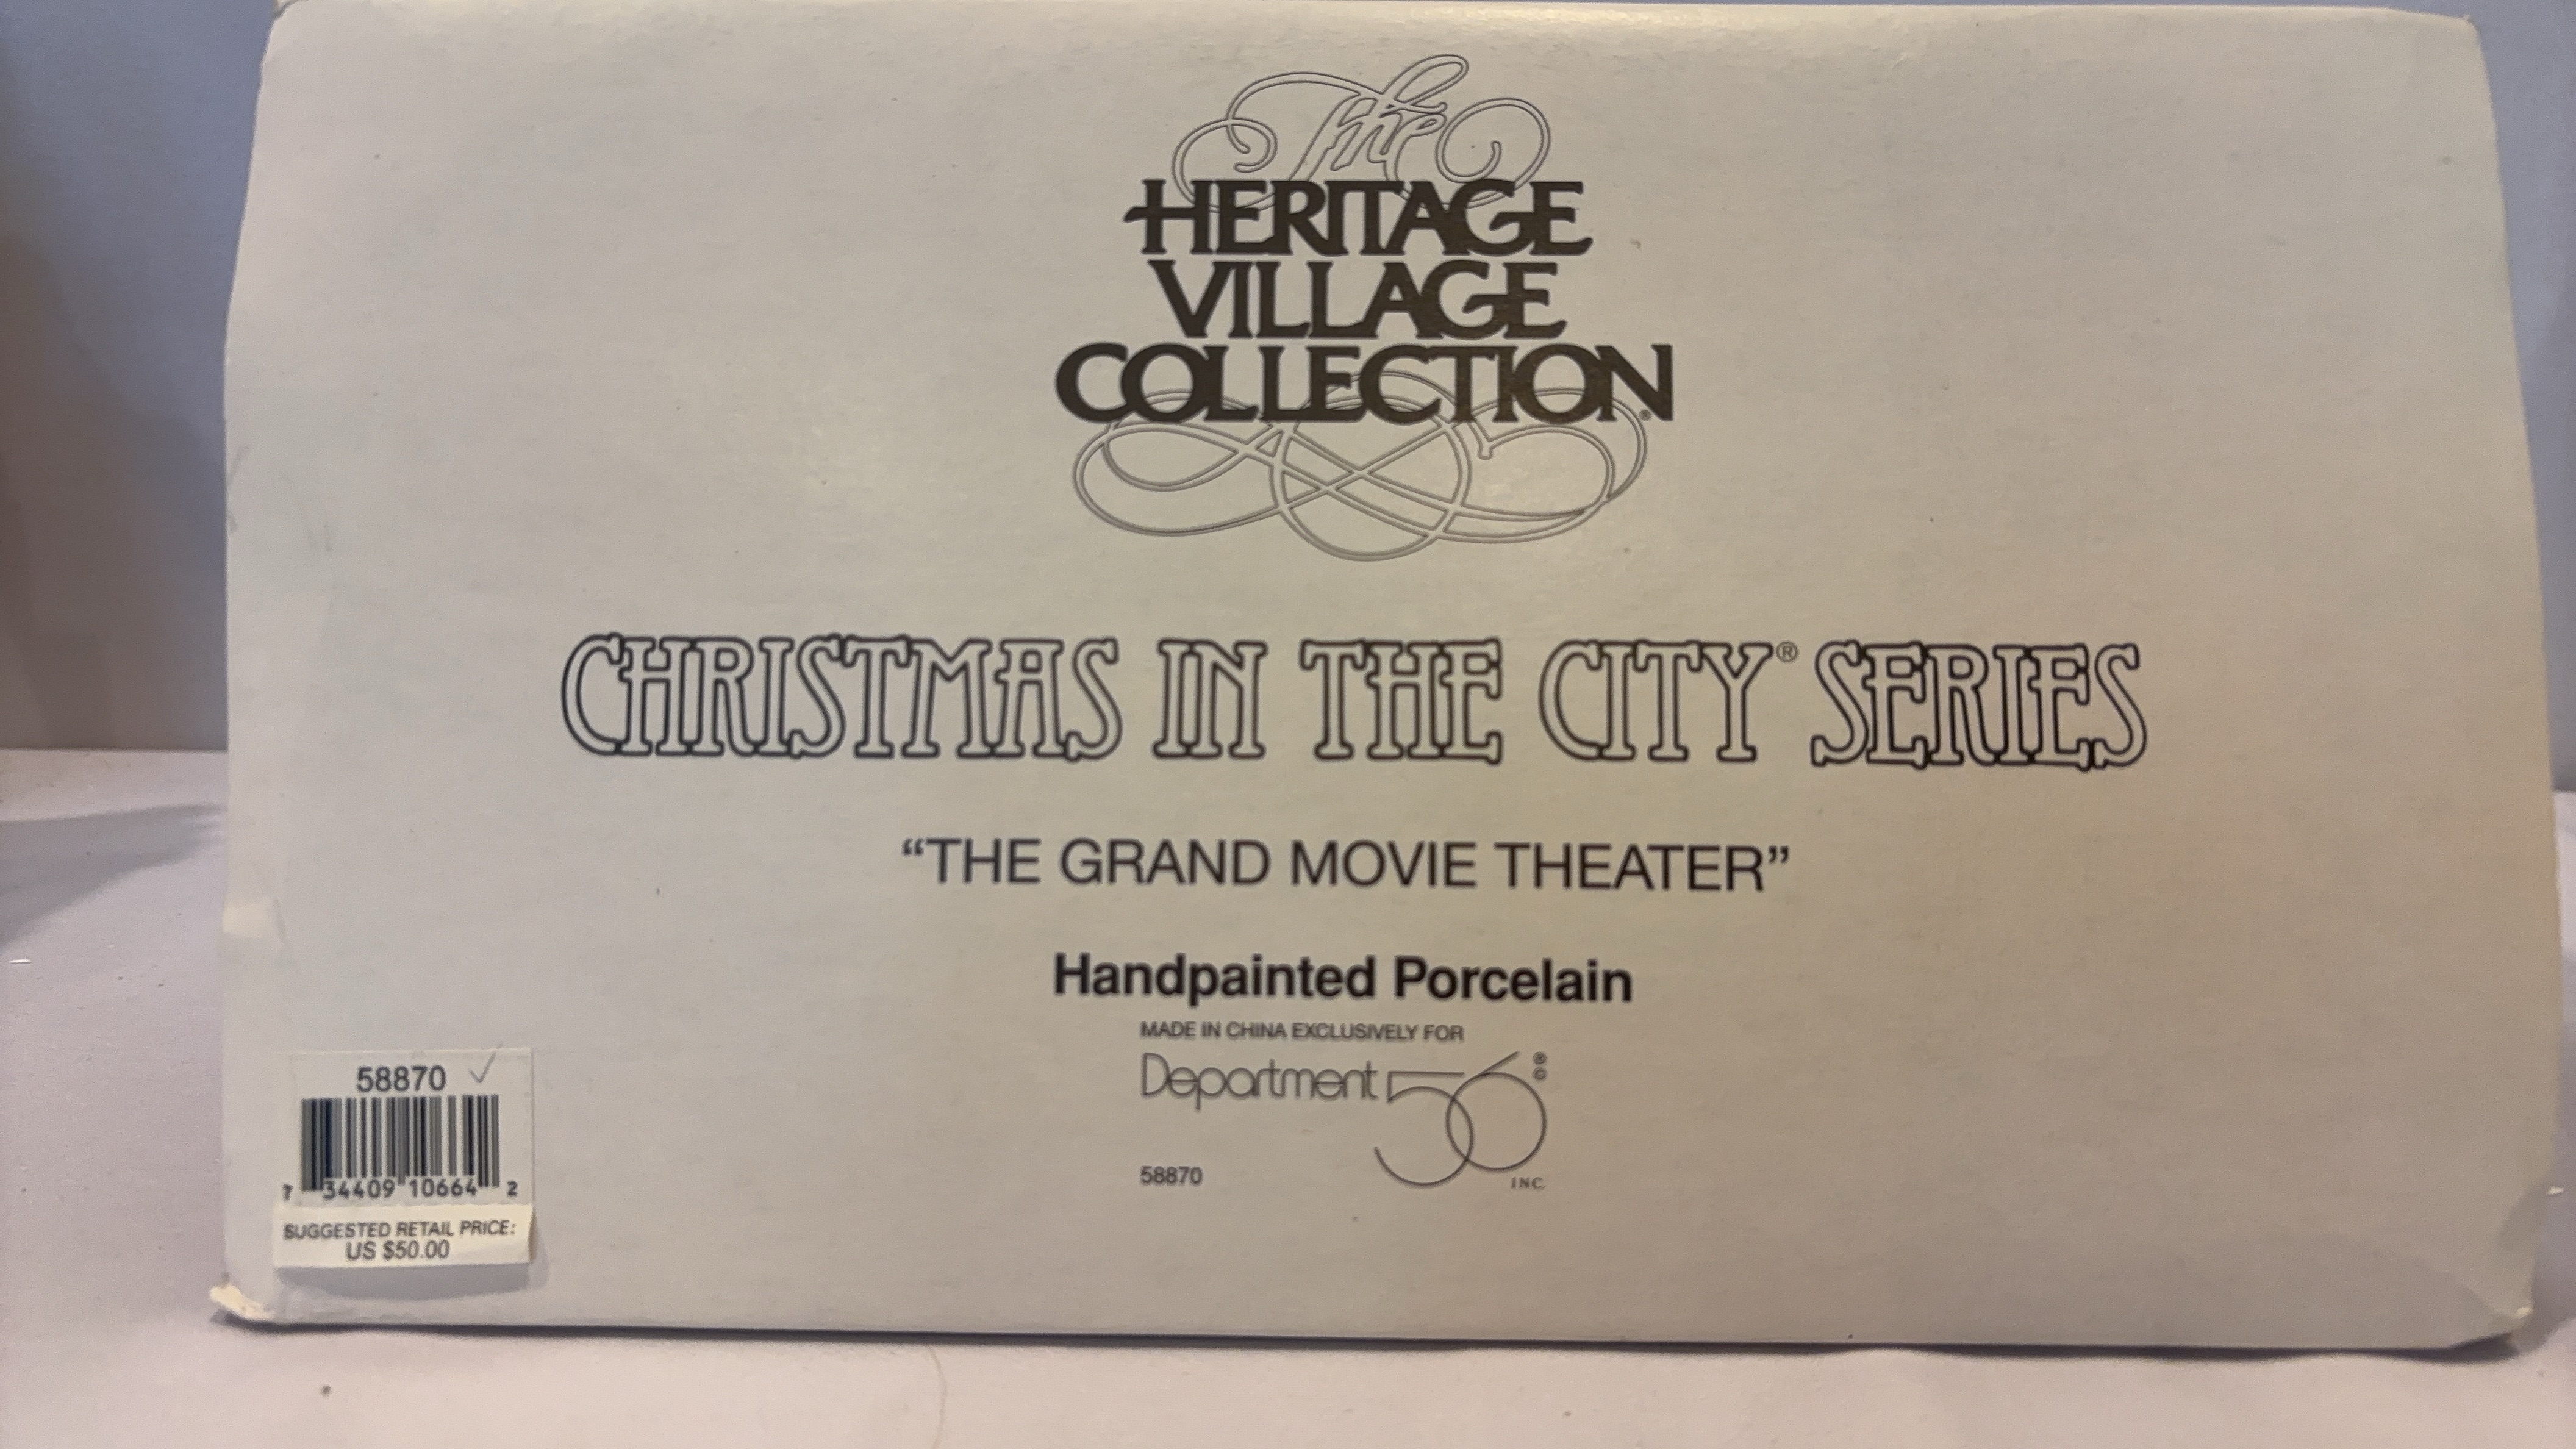 The
HERITAGE
VILLAGE
COLLECTION®
CHRISTMAS IN THE CITY® SERIES
“THE GRAND MOVIE THEATER”
Handpainted Porcelain
MADE IN CHINA EXCLUSIVELY FOR
Department 56®©
INC.
58870
58870
7 34409 10664 2
SUGGESTED RETAIL PRICE:
US $50.00